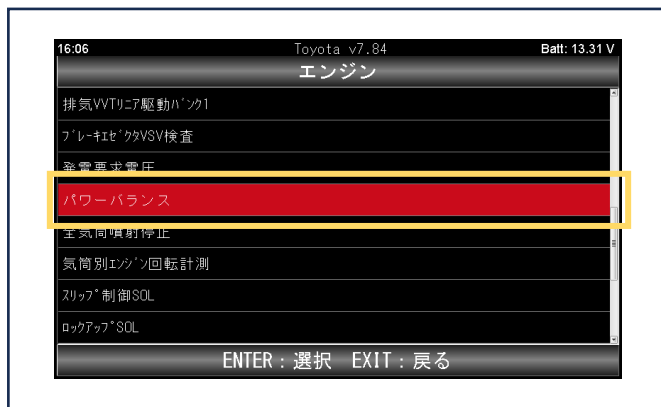 16:06 Toyota v7.84 Batt: 13.31 V
エンジン
排気VVTリニア駆動バンク1
ブレーキエゼクタVSV検査
発電要求電圧
パワーバランス
全気筒噴射停止
気筒別エンジン回転計測
スリップ制御SOL
ロックアップSOL
ENTER：選択 EXIT：戻る